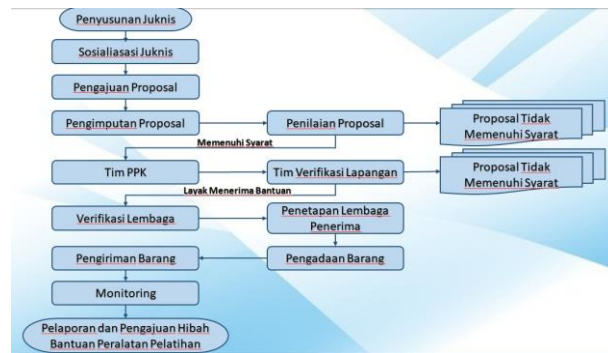 Penyusunan Juknis
Sosialiasasi Juknis
Pengajuan Proposal
Pengimputan Proposal
Penilaian Proposal
Proposal Tidak
Memenuhi Syarat
Memenuhi Syarat
Tim PPK
Tim Verifikasi Lapangan
Proposal Tidak
Memenuhi Syarat
Layak Menerima Bantuan
Verifikasi Lembaga
Penetapan Lembaga
Penerima
Pengiriman Barang
Pengadaan Barang
Monitoring
Pelaporan dan Pengajuan Hibah
Bantuan Peralatan Pelatihan